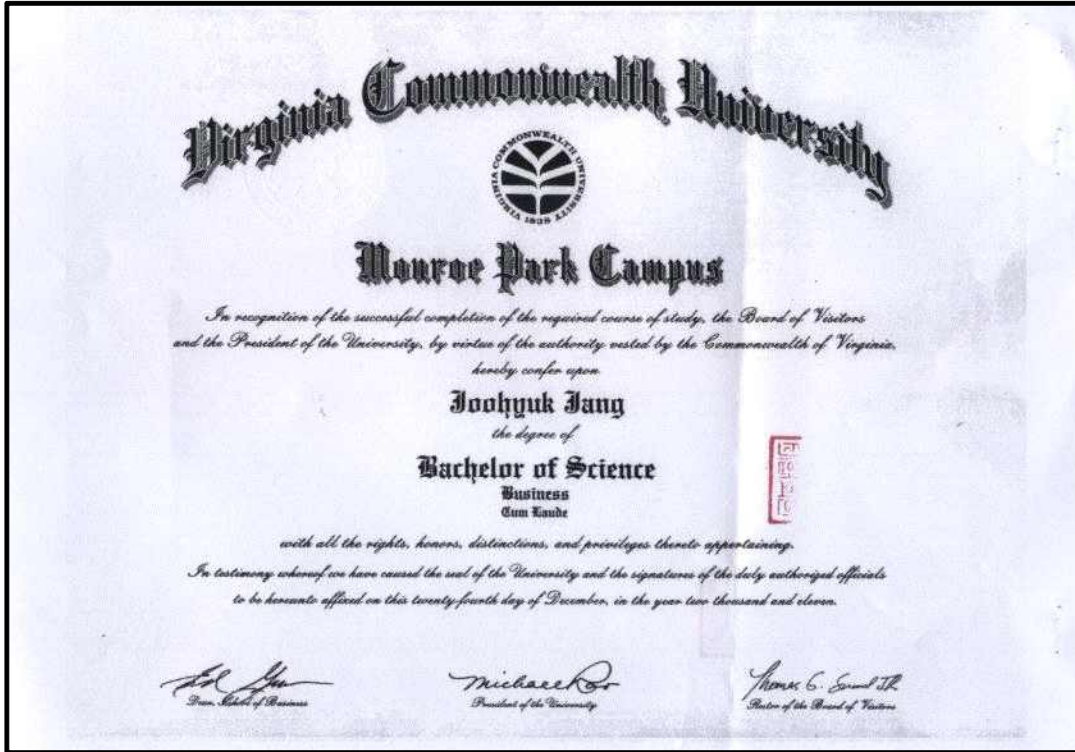 Virginia Commonwealth University
VIRGINIA COMMONWEALTH UNIVERSITY
1838
Monroe Park Campus
In recognition of the successful completion of the required course of study, the Board of Visitors
and the President of the University, by virtue of the authority vested by the Commonwealth of Virginia,
hereby confer upon
Joohyuk Jang
the degree of
Bachelor of Science
Business
Cum Laude
with all the rights, honors, distinctions, and privileges thereto appertaining.
In testimony whereof we have caused the seal of the University and the signatures of the duly authorized officials
to be hereunto affixed on this twenty-fourth day of December, in the year two thousand and eleven.
Dean, School of Business
President of the University
Rector of the Board of Visitors